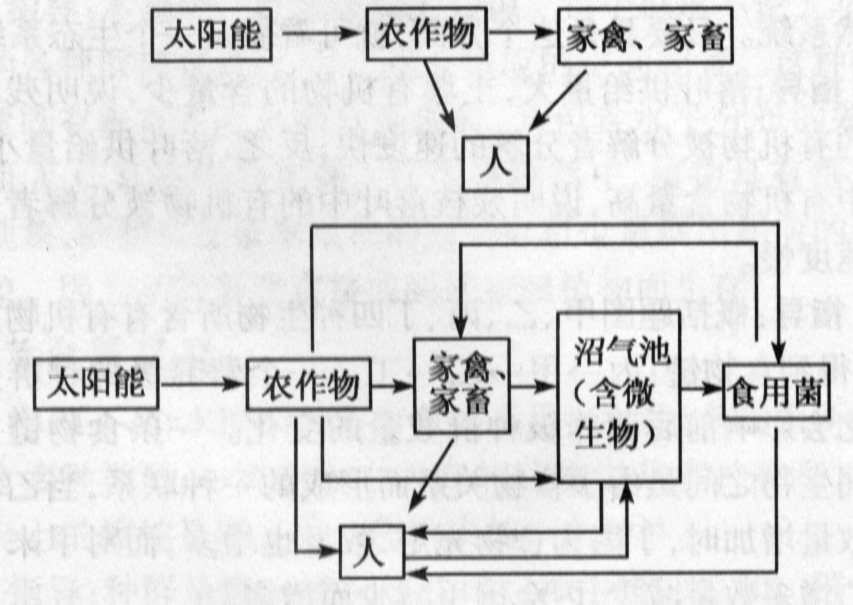 太阳能
农作物
家禽、家畜
人
太阳能
农作物
家禽、
家畜
沼气池
（含微
生物）
食用菌
人